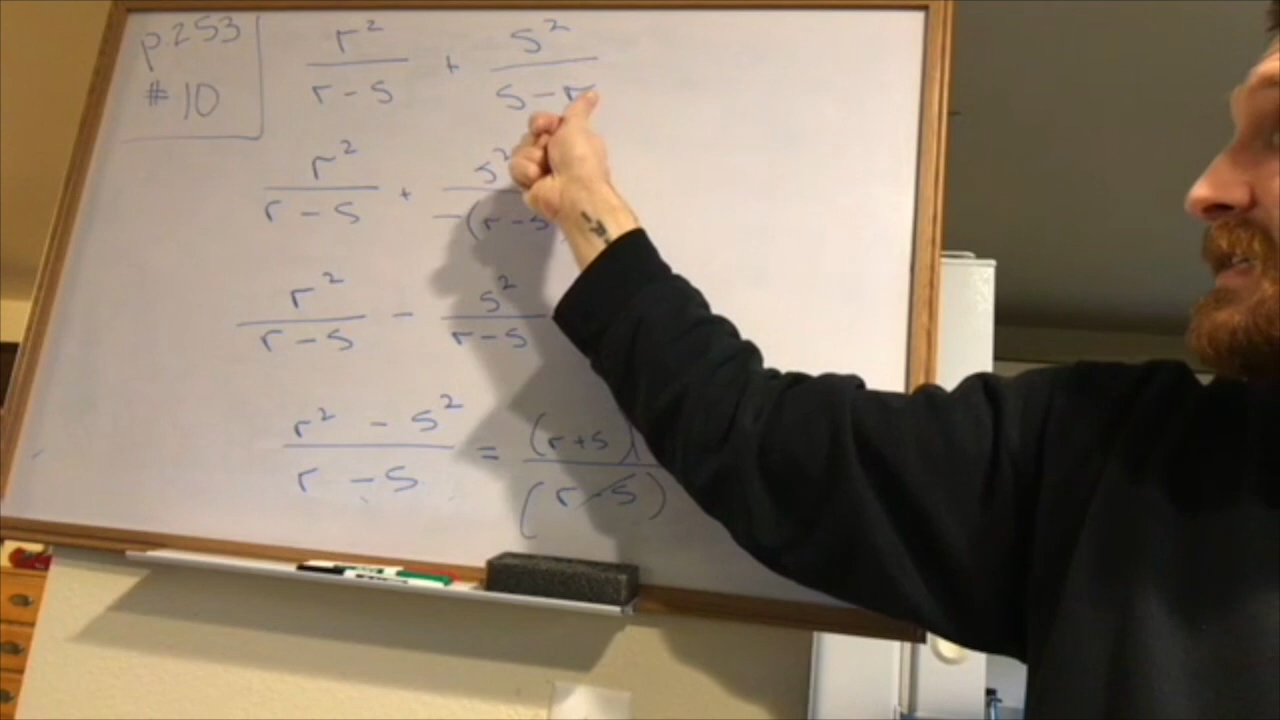 p.253
#10
r²/(r-s) + s²/(s-r)
r²/(r-s) + s²/-(r-s
r²/(r-s) - s²/(r-s)
(r² - s²)/(r-s) = (r+s)(/(r-s)